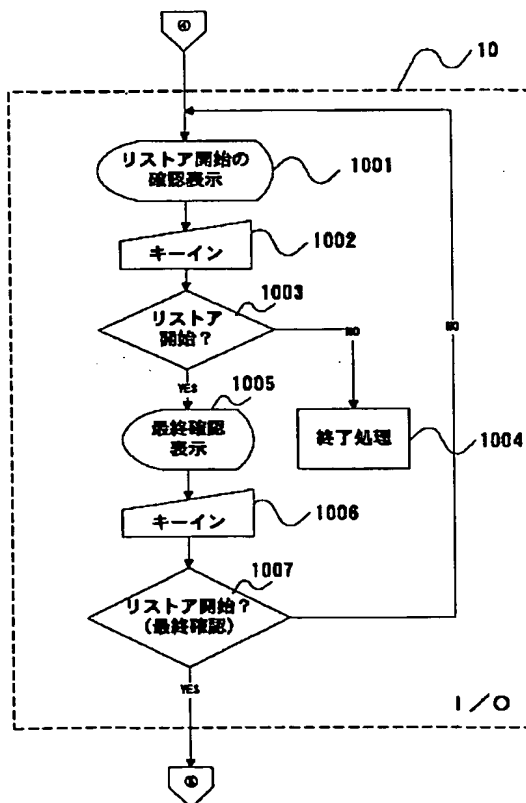 ④
10
リストア開始の
確認表示
1001
キーイン
1002
リストア
開始？
1003
NO
YES
終了処理
1004
最終確認
表示
1005
キーイン
1006
リストア開始？
(最終確認)
1007
NO
YES
I／O